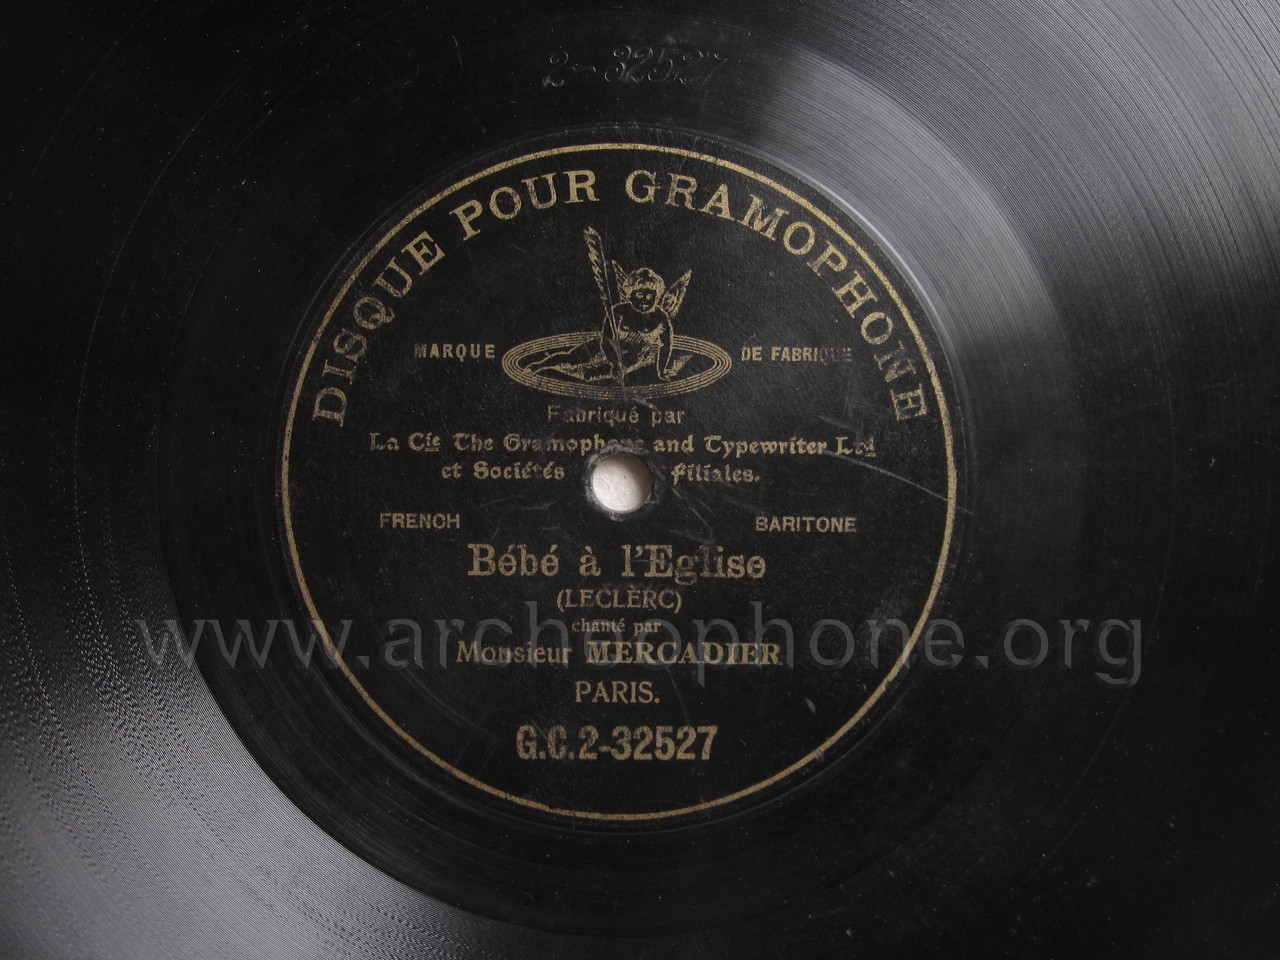 2-32527
DISQUE POUR GRAMOPHONE
MARQUE DE FABRIQUE
Fabriqué par
La Cie The Gramophone and Typewriter Ltd
et Sociétés filiales.
FRENCH BARITONE
Bébé à l'Eglise
(LECLERC)
chanté par
www.archeophone.org
Monsieur MERCADIER
PARIS.
G.C.2-32527